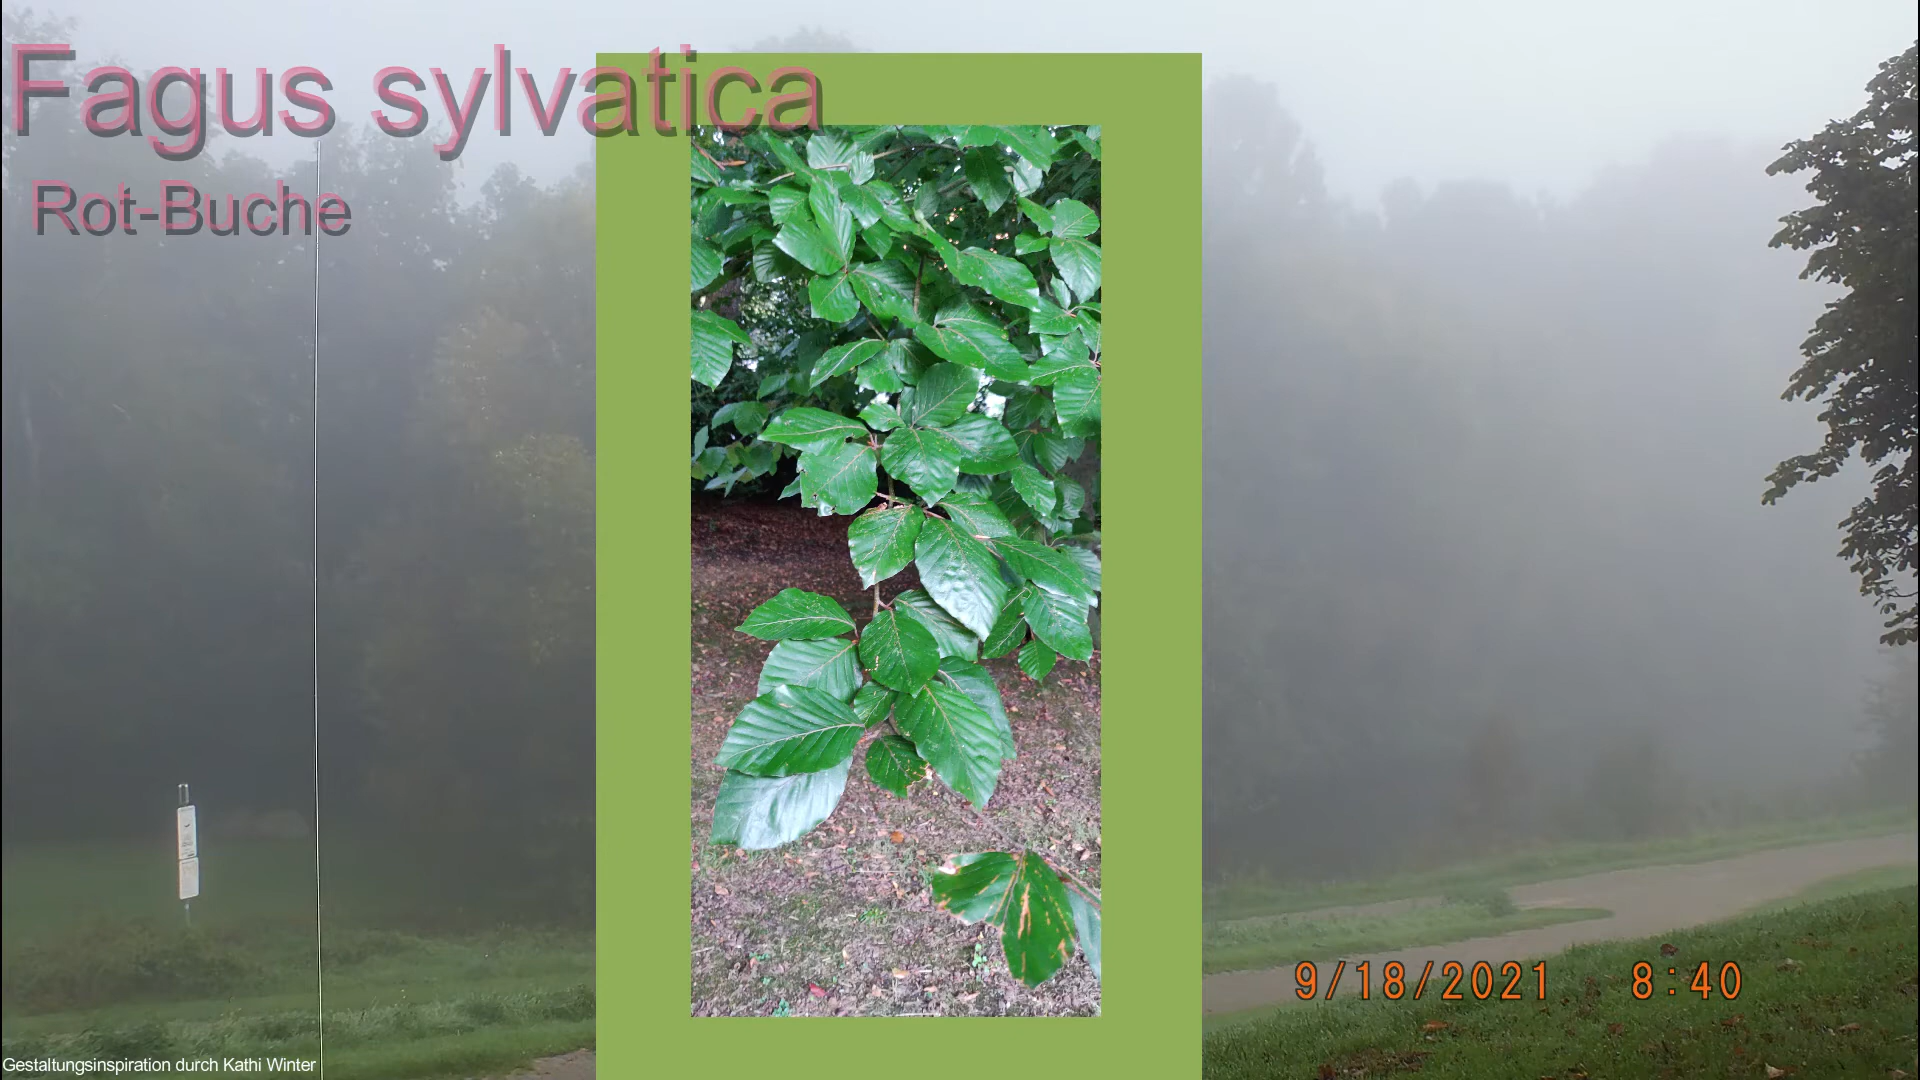 Fagus sylvatica
Rot-Buche
9/18/2021 8:40
Gestaltungsinspiration durch Kathi Winter